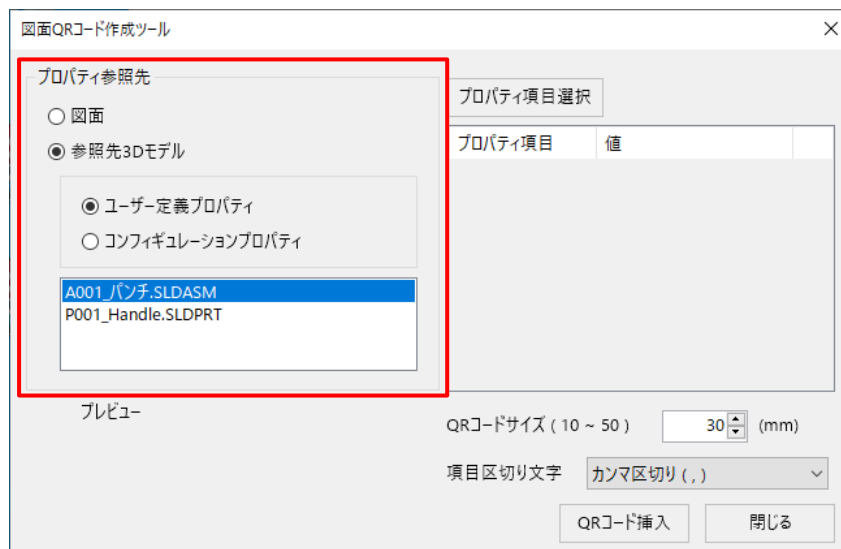 図面QRコード作成ツール
プロパティ参照先
図面
参照先3Dモデル
ユーザー定義プロパティ
コンフィギュレーションプロパティ
A001_パンチ.SLDASM
P001_Handle.SLDPRT
プレビュー
プロパティ項目選択
プロパティ項目 値
QRコードサイズ ( 10 ~ 50 ) 30 (mm)
項目区切り文字 カンマ区切り ( , )
QRコード挿入 閉じる